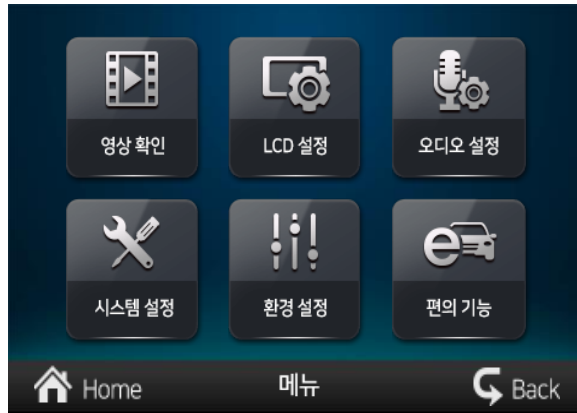 영상 확인
LCD 설정
오디오 설정
시스템 설정
환경 설정
편의 기능
Home
메뉴
Back